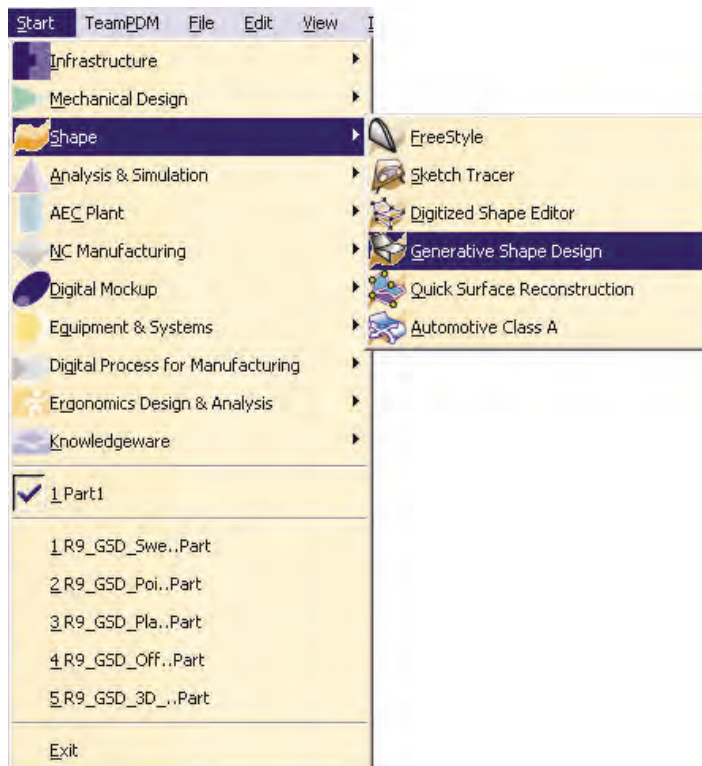 Start TeamPDM File Edit View I
Infrastructure
Mechanical Design
Shape
Analysis & Simulation
AEC Plant
NC Manufacturing
Digital Mockup
Equipment & Systems
Digital Process for Manufacturing
Ergonomics Design & Analysis
Knowledgeware
1 Part1
1 R9_GSD_Swe..Part
2 R9_GSD_Poi..Part
3 R9_GSD_Pla..Part
4 R9_GSD_Off..Part
5 R9_GSD_3D_..Part
Exit
FreeStyle
Sketch Tracer
Digitized Shape Editor
Generative Shape Design
Quick Surface Reconstruction
Automotive Class A